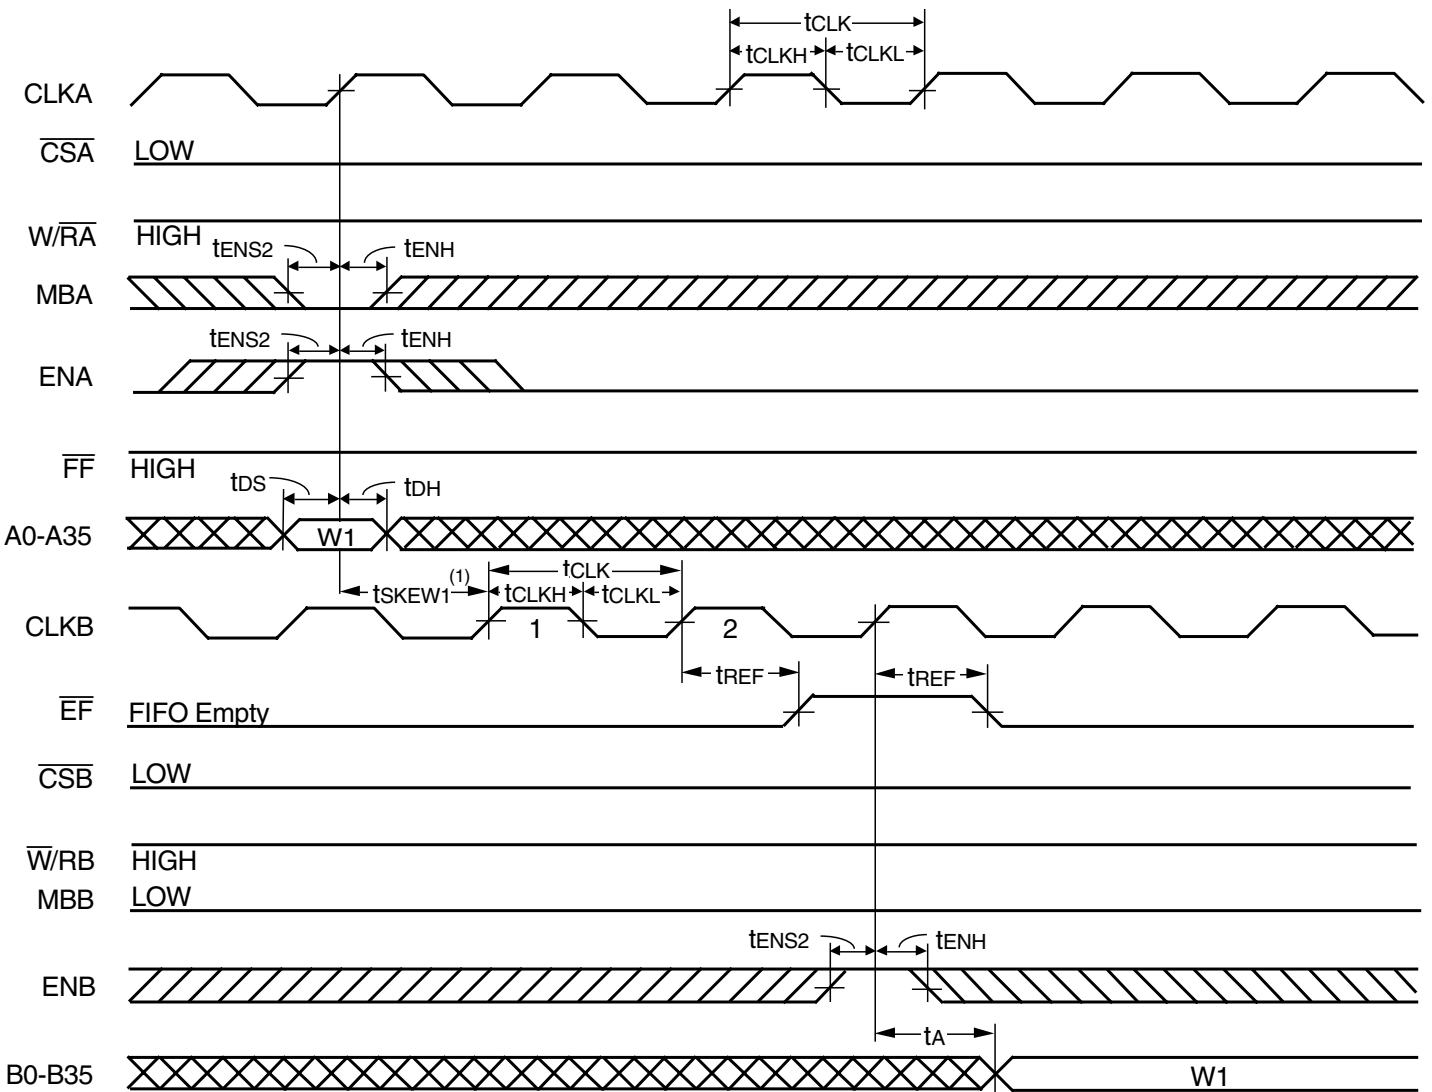 tCLK
tCLKH tCLKL
CLKA
CSA LOW
W/RA HIGH
tENS2 tENH
MBA
tENS2 tENH
ENA
FF HIGH
tDS tDH
A0-A35 W1
tSKEW1(1) tCLK
tCLKH tCLKL
CLKB 1 2
tREF tREF
EF FIFO Empty
CSB LOW
W/RB HIGH
MBB LOW
tENS2 tENH
ENB
tA
B0-B35 W1